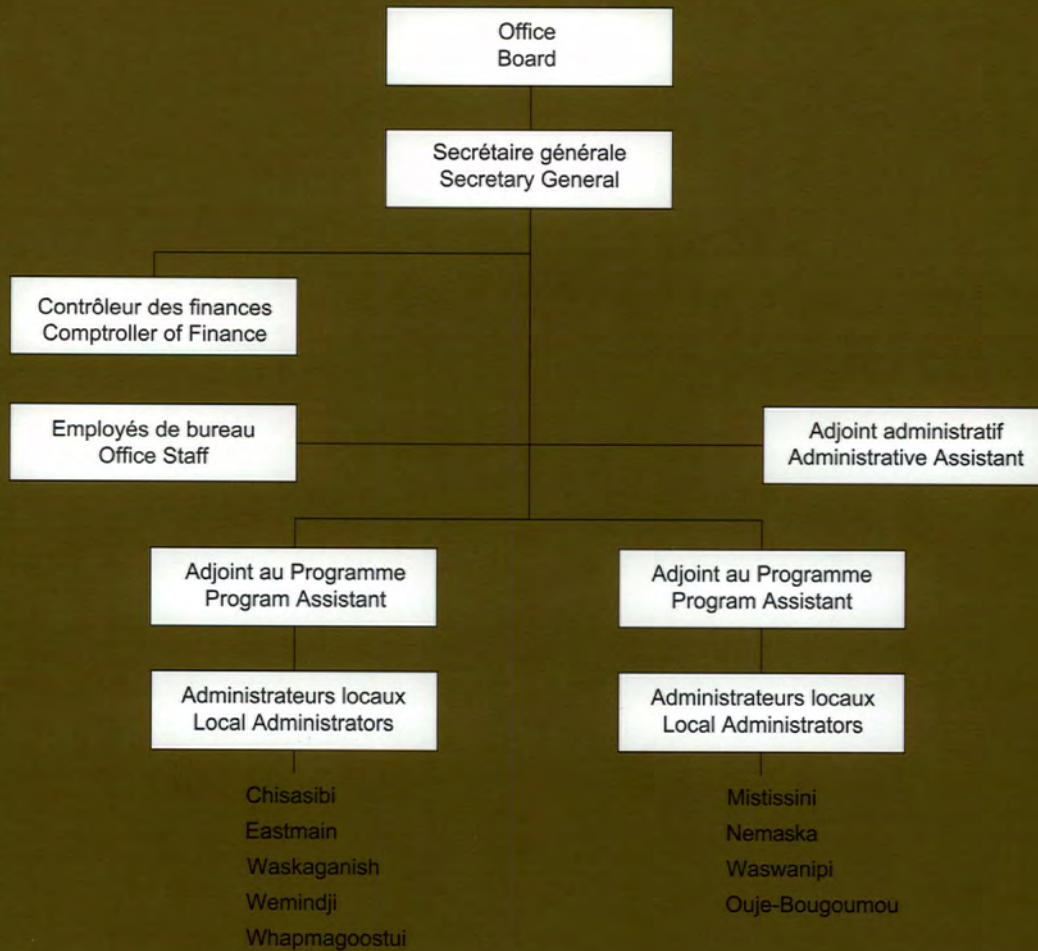 Office
Board
Secrétaire générale
Secretary General
Contrôleur des finances
Comptroller of Finance
Employés de bureau
Office Staff
Adjoint administratif
Administrative Assistant
Adjoint au Programme
Program Assistant
Adjoint au Programme
Program Assistant
Administrateurs locaux
Local Administrators
Administrateurs locaux
Local Administrators
Chisasibi
Eastmain
Waskaganish
Wemindji
Whapmagoostui
Mistissini
Nemaska
Waswanipi
Ouje-Bougoumou